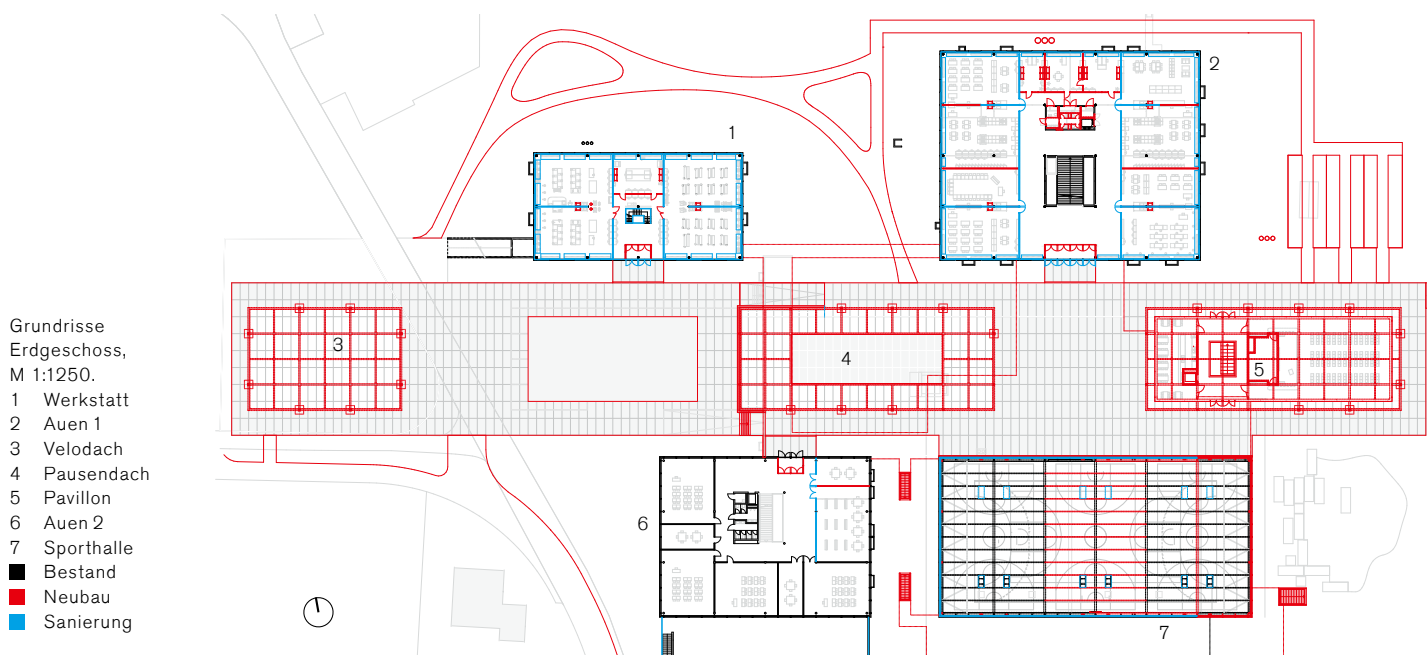 Grundrisse
Erdgeschoss,
M 1:1250.
1 Werkstatt
2 Auen 1
3 Velodach
4 Pausendach
5 Pavillon
6 Auen 2
7 Sporthalle
Bestand
Neubau
Sanierung
1
2
3
4
5
6
7